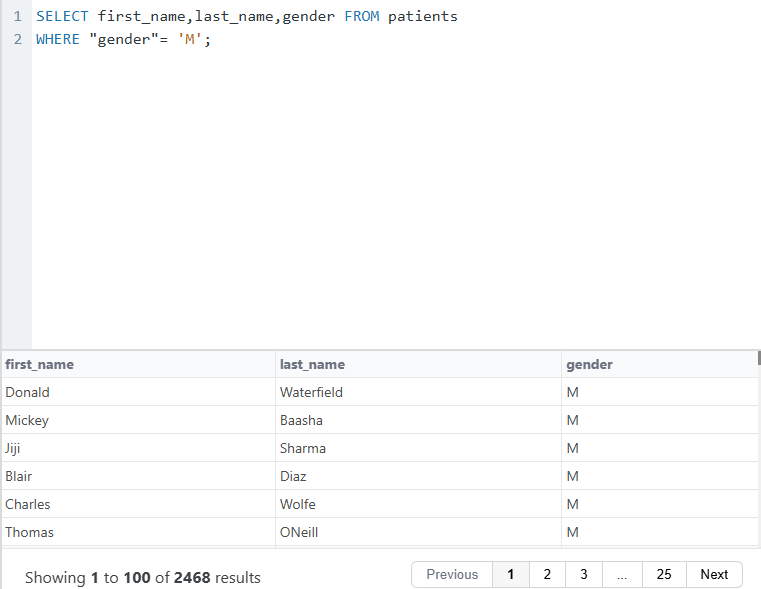 1 SELECT first_name,last_name,gender FROM patients
2 WHERE "gender"= 'M';
first_name last_name gender
Donald Waterfield M
Mickey Baasha M
Jiji Sharma M
Blair Diaz M
Charles Wolfe M
Thomas ONeill M
Showing 1 to 100 of 2468 results
Previous 1 2 3 ... 25 Next